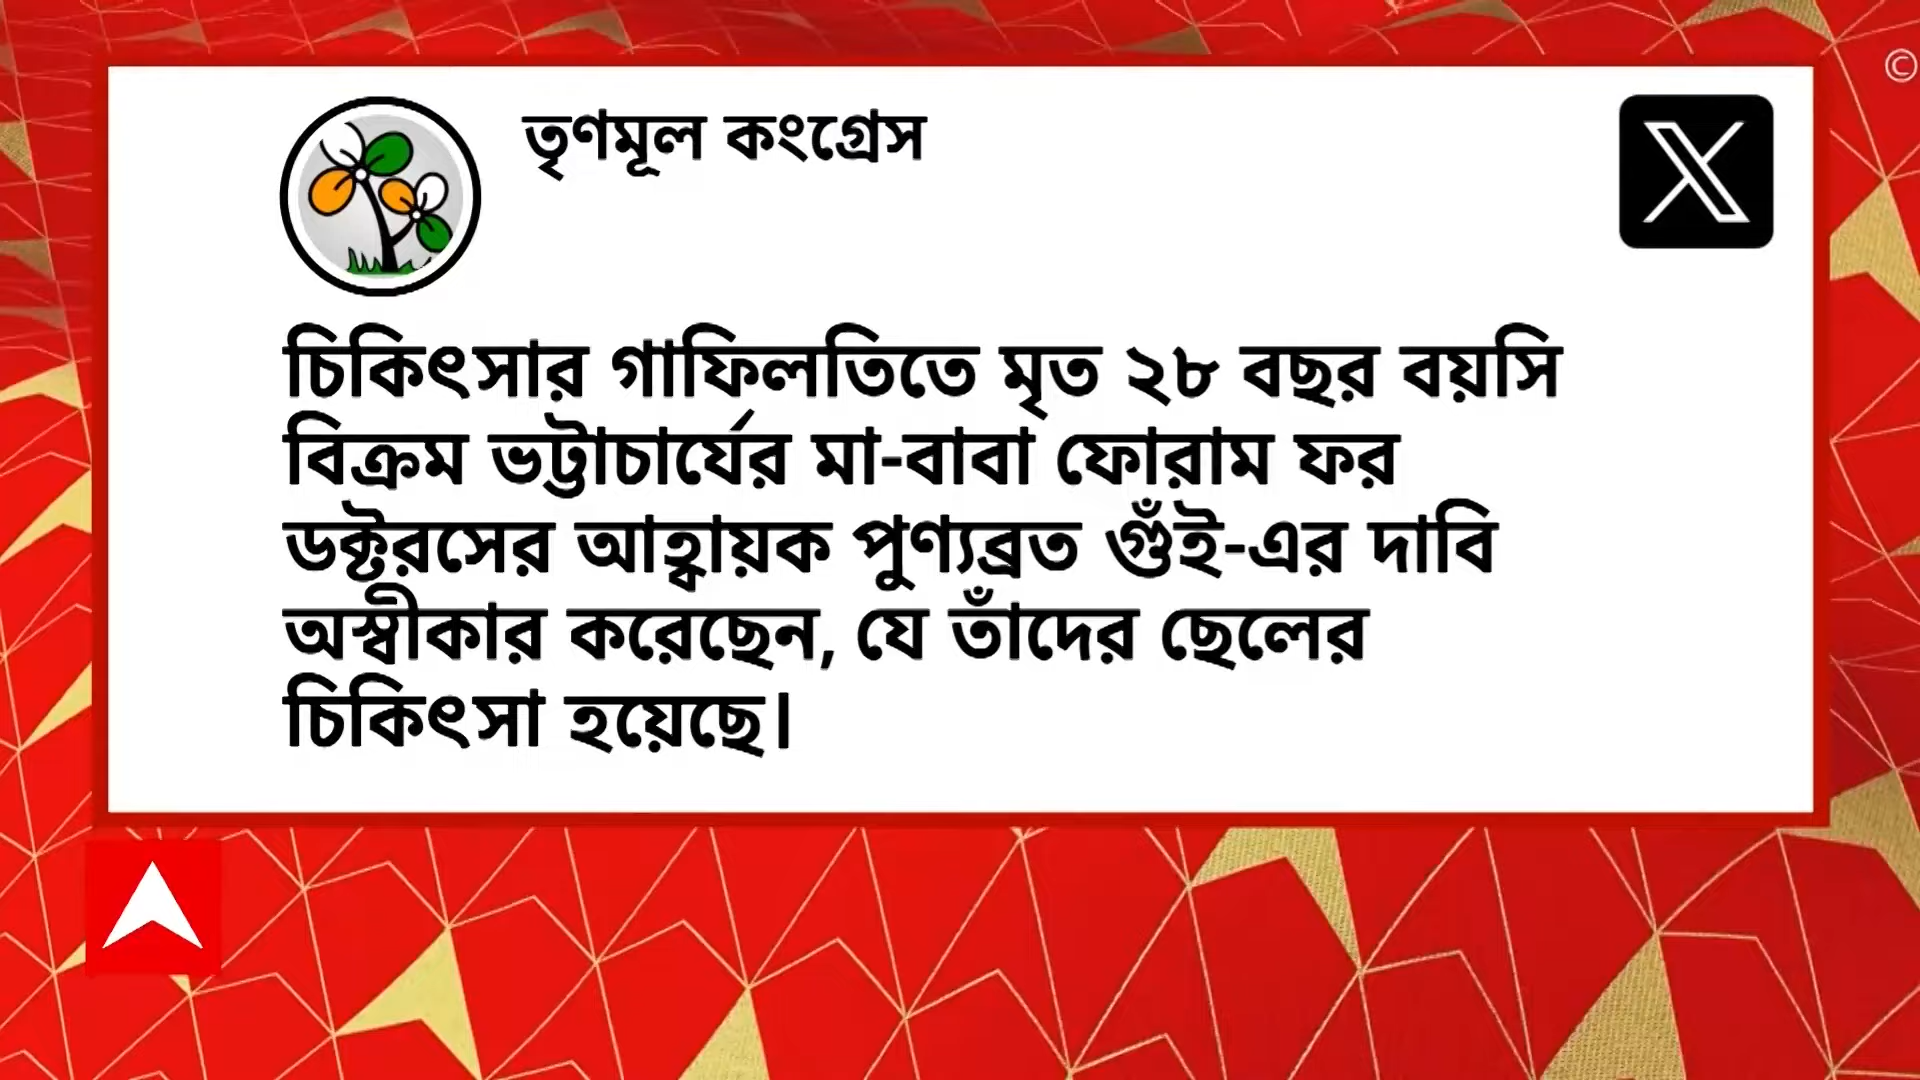 তৃণমূল কংগ্রেস
চিকিৎসার গাফিলতিতে মৃত ২৮ বছর বয়সি
বিক্রম ভট্টাচার্যের মা-বাবা ফোরাম ফর
ডক্টরসের আহ্বায়ক পুণ্যব্রত গুঁই-এর দাবি
অস্বীকার করেছেন, যে তাঁদের ছেলের
চিকিৎসা হয়েছে।
©